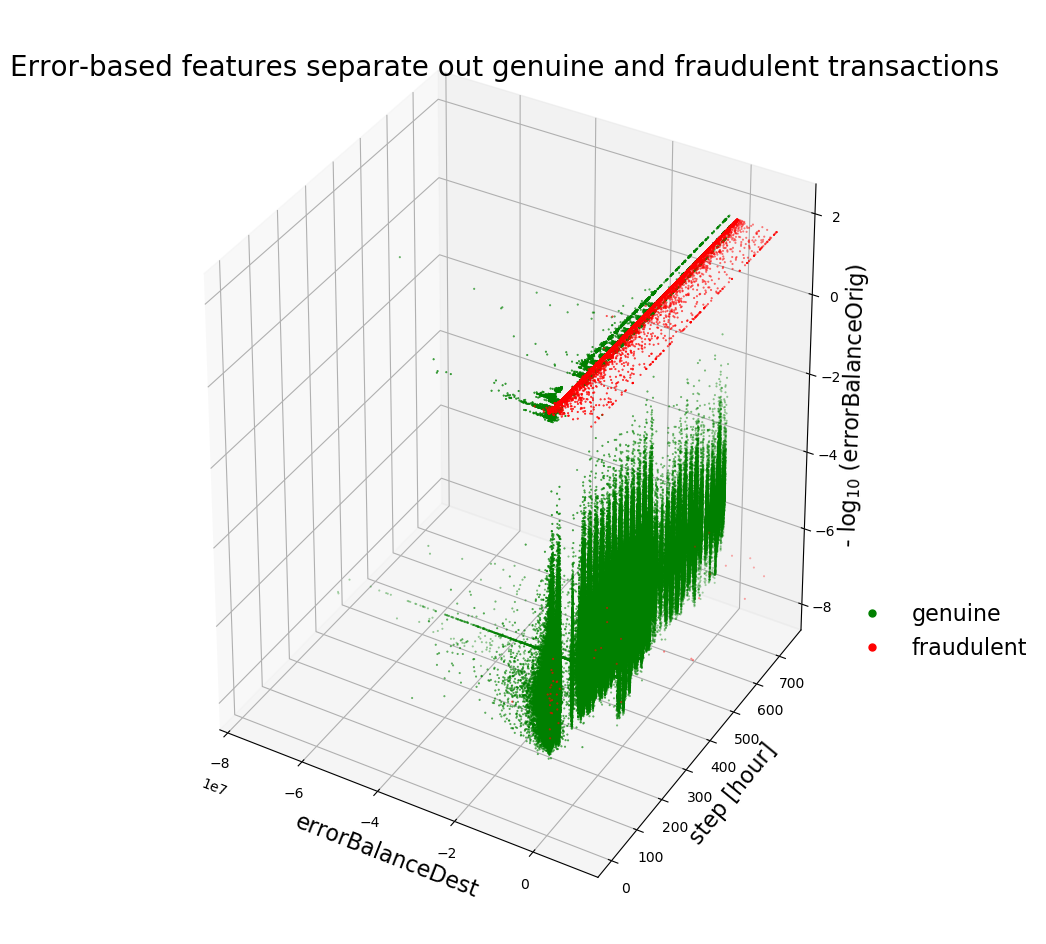 Error-based features separate out genuine and fraudulent transactions
2
0
−2
−4
−6
−8
- log10 (errorBalanceOrig)
genuine
fraudulent
700
600
500
400
300
200
100
0
step [hour]
−8
−6
−4
−2
0
1e7
errorBalanceDest